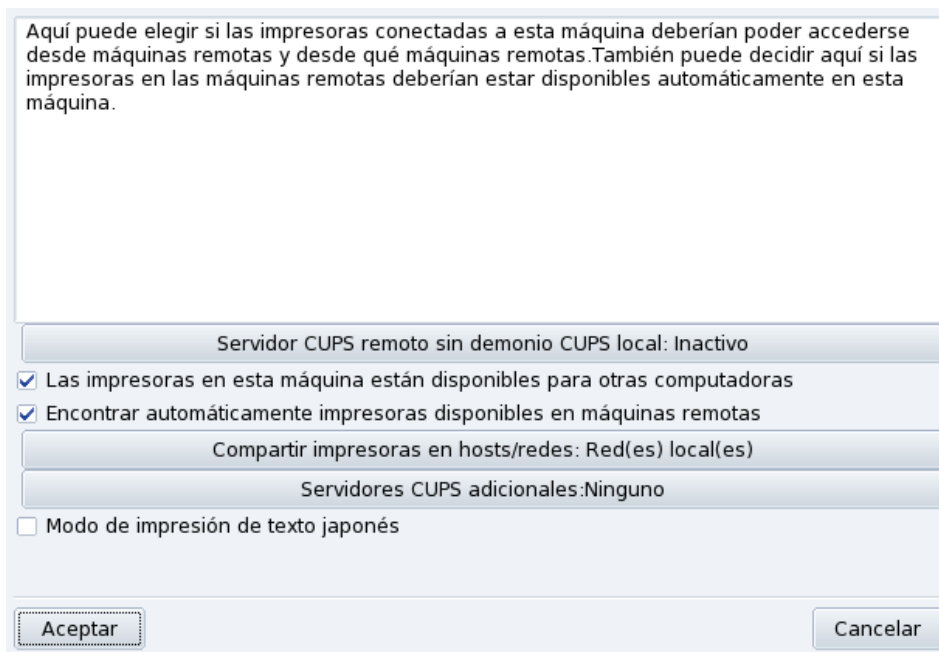 Aquí puede elegir si las impresoras conectadas a esta máquina deberían poder accederse
desde máquinas remotas y desde qué máquinas remotas.También puede decidir aquí si las
impresoras en las máquinas remotas deberían estar disponibles automáticamente en esta
máquina.
Servidor CUPS remoto sin demonio CUPS local: Inactivo
Las impresoras en esta máquina están disponibles para otras computadoras
Encontrar automáticamente impresoras disponibles en máquinas remotas
Compartir impresoras en hosts/redes: Red(es) local(es)
Servidores CUPS adicionales:Ninguno
Modo de impresión de texto japonés
Aceptar
Cancelar